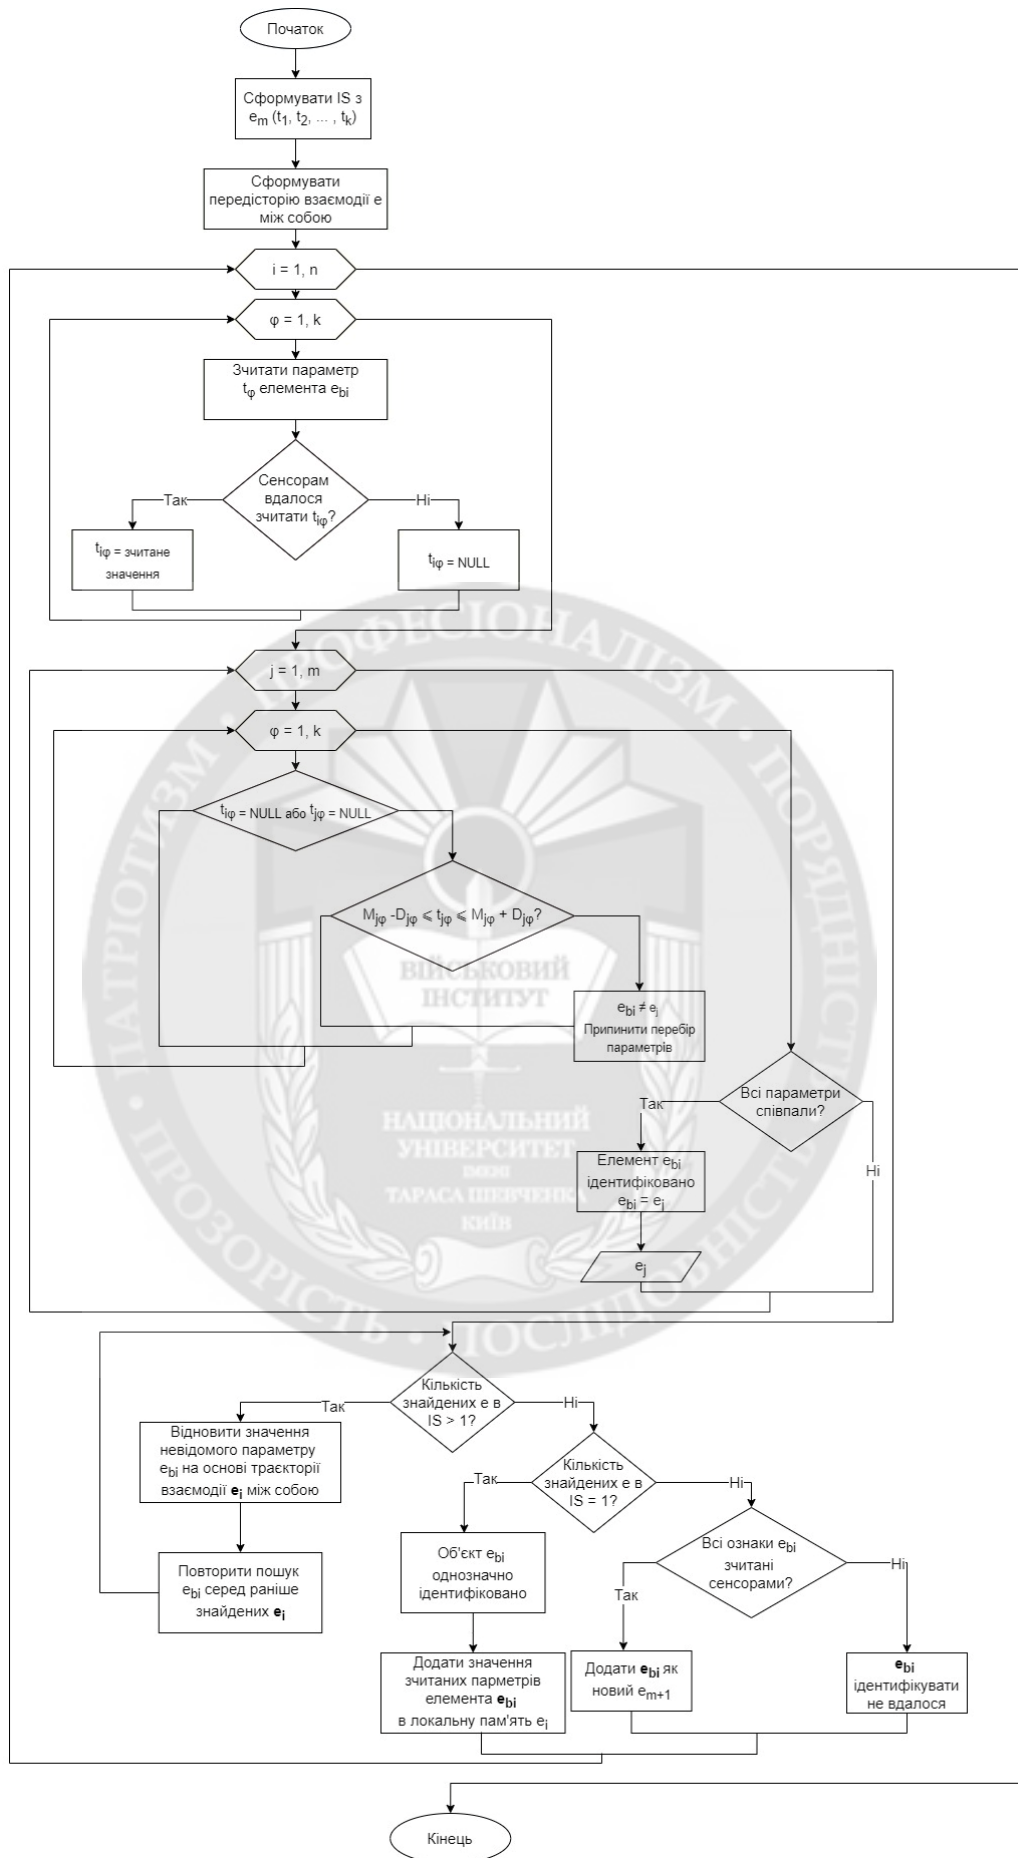 Початок
Сформувати IS з
eₘ (t₁, t₂, ... , tₖ)
Сформувати
передісторію взаємодії e
між собою
i = 1, n
φ = 1, k
Зчитати параметр
tφ елемента ebi
Сенсорам
вдалося
зчитати tiφ?
Так
Ні
tiφ = зчитане
значення
tiφ = NULL
j = 1, m
φ = 1, k
tiφ = NULL або tjφ = NULL
Mjφ -Djφ ⩽ tjφ ⩽ Mjφ + Djφ?
ebi ≠ ej
Припинити перебір
параметрів
Всі параметри
співпали?
Так
Ні
Елемент ebi
ідентифіковано
ebi = ej
ej
Кількість
знайдених e в
IS > 1?
Так
Ні
Відновити значення
невідомого параметру
ebi на основі траєкторії
взаємодії ei між собою
Повторити пошук
ebi серед раніше
знайдених ei
Кількість
знайдених e в
IS = 1?
Так
Ні
Об'єкт ebi
однозначно
ідентифіковано
Додати значення
зчитаних парметрів
елемента ebi
в локальну пам'ять ei
Всі ознаки ebi
зчитані
сенсорами?
Так
Ні
Додати ebi як
новий em+1
ebi
ідентифікувати
не вдалося
Кінець
ПАТРІОТИЗМ • ПРОФЕСІОНАЛІЗМ • ПОРЯДНІСТЬ • ПОСЛІДОВНІСТЬ • ПРОЗОРІСТЬ •
ВІЙСЬКОВИЙ
ІНСТИТУТ
НАЦІОНАЛЬНИЙ
УНІВЕРСИТЕТ
ІМЕНІ
ТАРАСА ШЕВЧЕНКА
КИЇВ